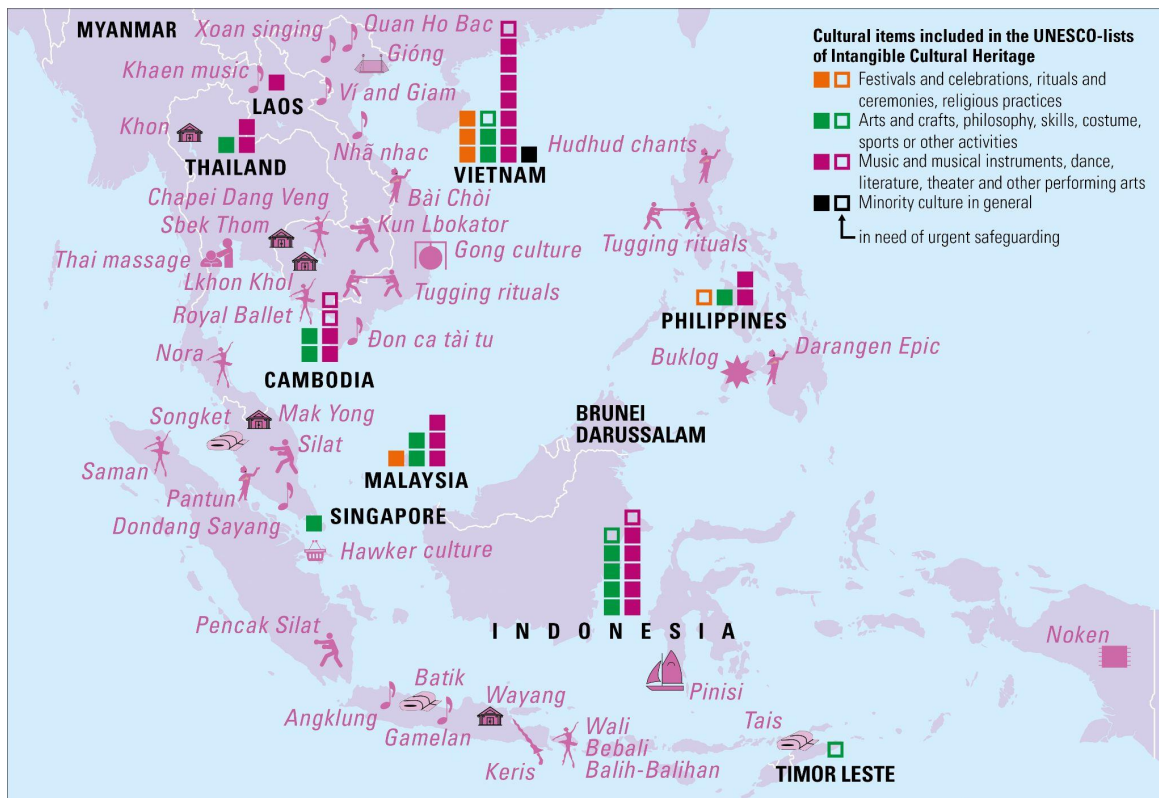 MYANMAR
Xoan singing
Quan Ho Bac
Gióng
Khaen music
Ví and Giam
LAOS
Khon
THAILAND
Nhã nhac
VIETNAM
Hudhud chants
Chapei Dang Veng
Bài Chòi
Sbek Thom
Kun Lbokator
Thai massage
Gong culture
Tugging rituals
Lkhon Khol
Tugging rituals
Royal Ballet
PHILIPPINES
Nora
Đon ca tài tu
Buklog
Darangen Epic
CAMBODIA
Songket
Mak Yong
BRUNEI
DARUSSALAM
Silat
Saman
MALAYSIA
Pantun
Dondang Sayang
SINGAPORE
Hawker culture
Pencak Silat
INDONESIA
Noken
Batik
Wayang
Pinisi
Angklung
Gamelan
Keris
Wali
Bebali
Balih-Balihan
Tais
TIMOR LESTE
Cultural items included in the UNESCO-lists
of Intangible Cultural Heritage
Festivals and celebrations, rituals and
ceremonies, religious practices
Arts and crafts, philosophy, skills, costume,
sports or other activities
Music and musical instruments, dance,
literature, theater and other performing arts
Minority culture in general
in need of urgent safeguarding